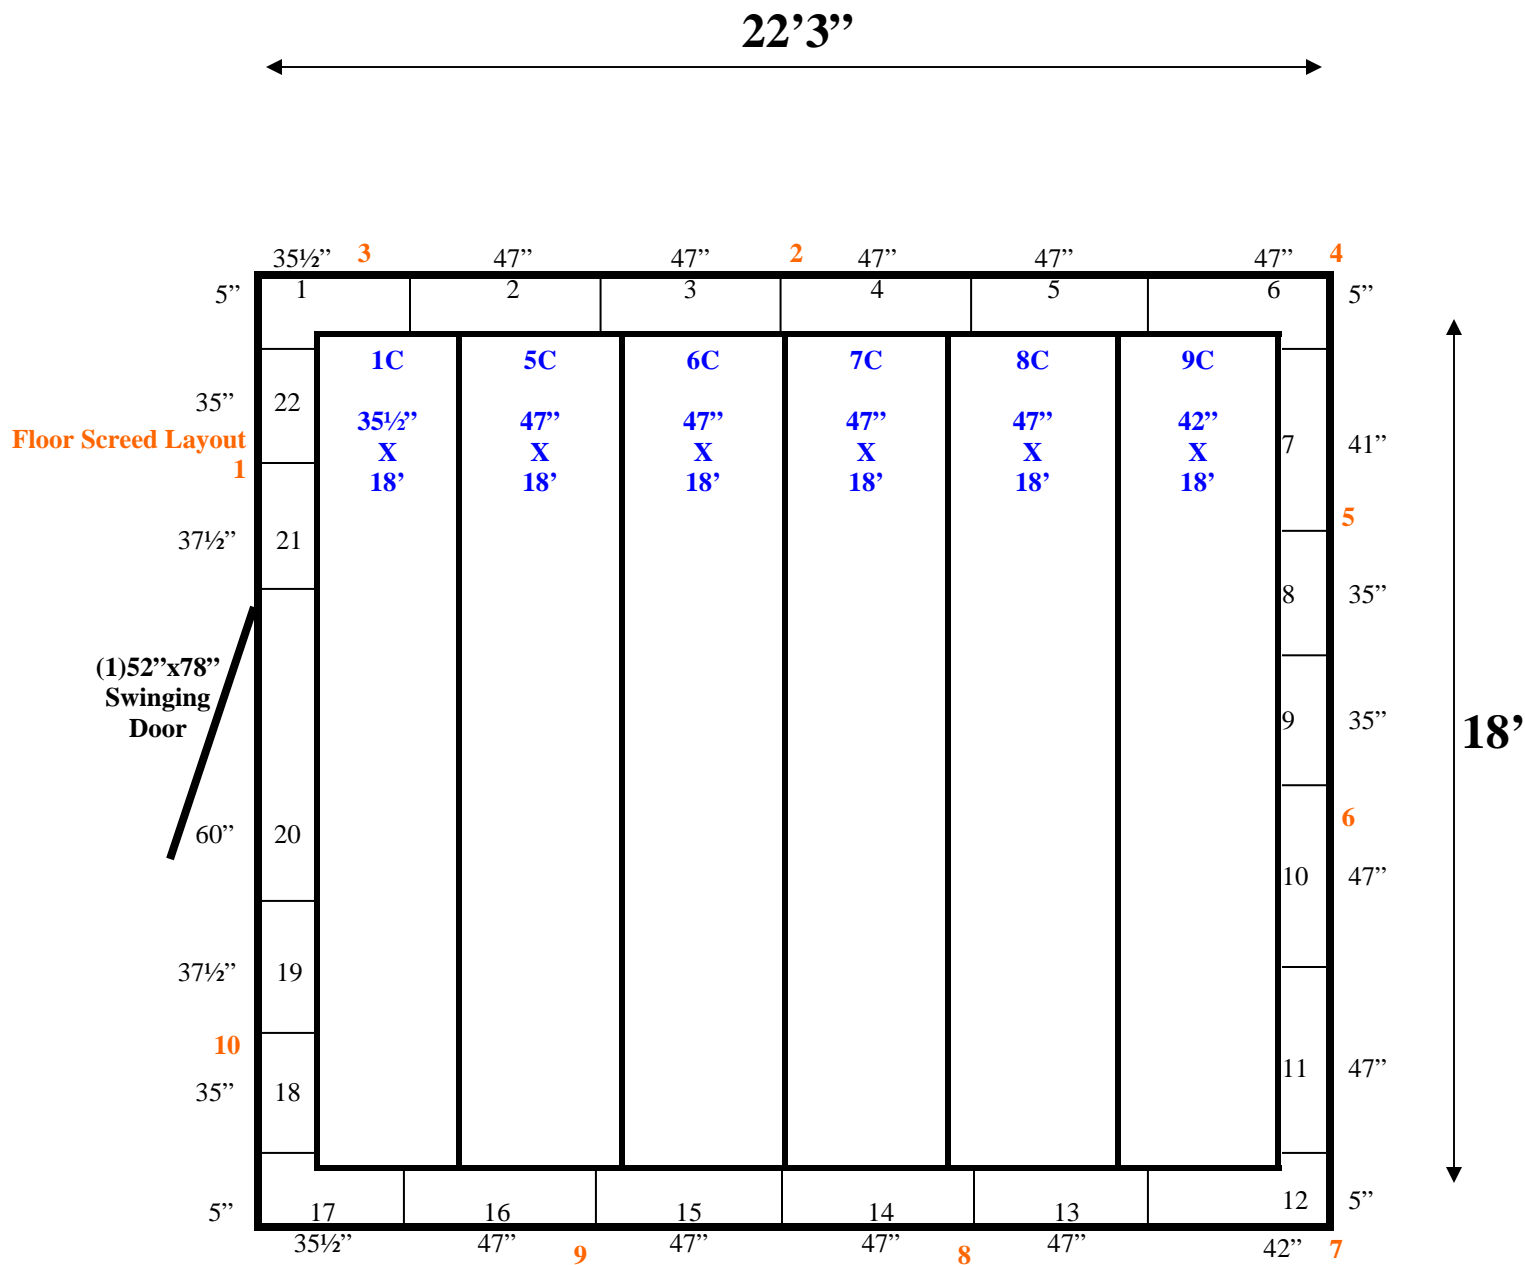 22’3”
35½” 3 47” 47” 2 47” 47” 47” 4
5” 1 2 3 4 5 6 5”
1C 5C 6C 7C 8C 9C
35” 22 35½” 47” 47” 47” 47” 42” 7 41”
X X X X X X
18’ 18’ 18’ 18’ 18’ 18’
Floor Screed Layout
1
5
37½” 21
8 35”
(1)52”x78”
Swinging
Door
9 35”
18’
60” 20
6
10 47”
37½” 19
10
35” 18
11 47”
5” 17 16 15 14 13 12 5”
35½” 47” 9 47” 47” 8 47” 42” 7